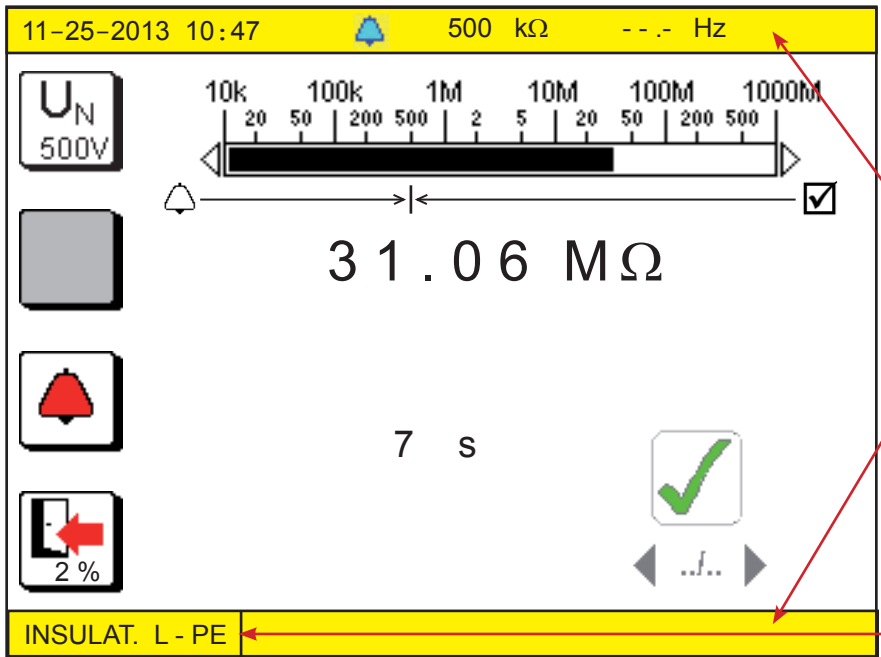 11-25-2013 10:47 500 kΩ - - .- Hz
UN
500V
10k 100k 1M 10M 100M 1000M
20 50 200 500 2 5 20 50 200 500
31.06 MΩ
7 s
2 %
../..
INSULAT. L - PE